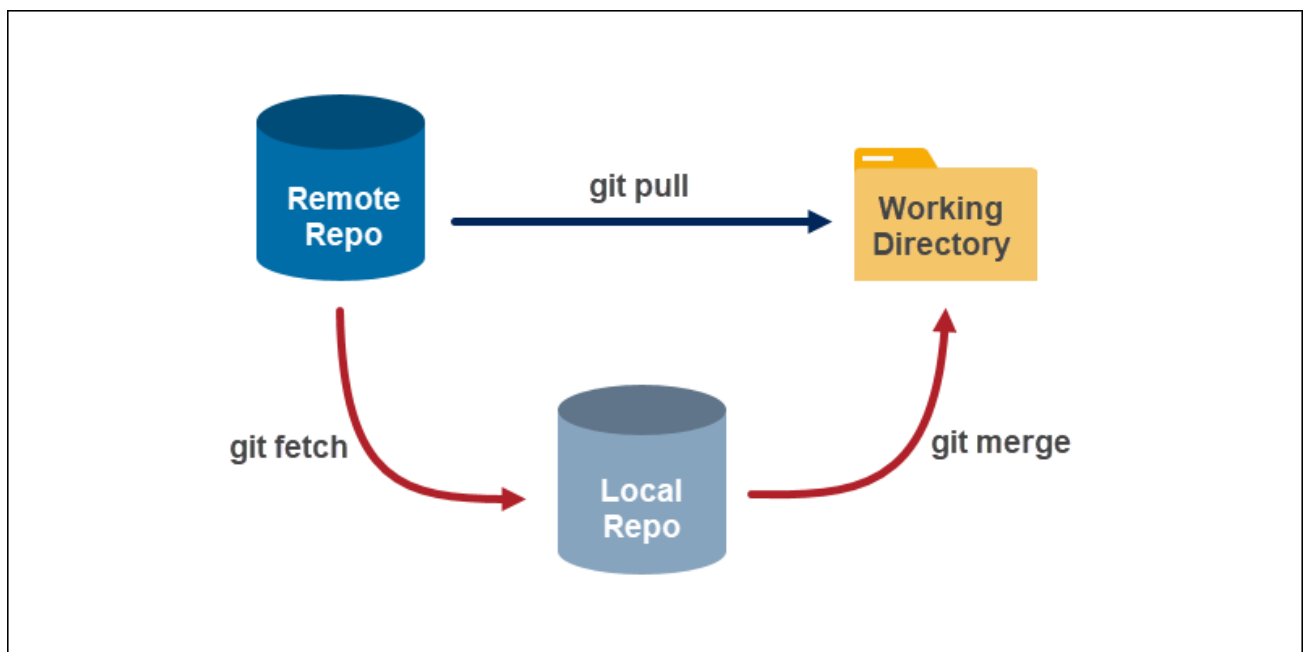 Remote
Repo
git pull
Working
Directory
git fetch
Local
Repo
git merge